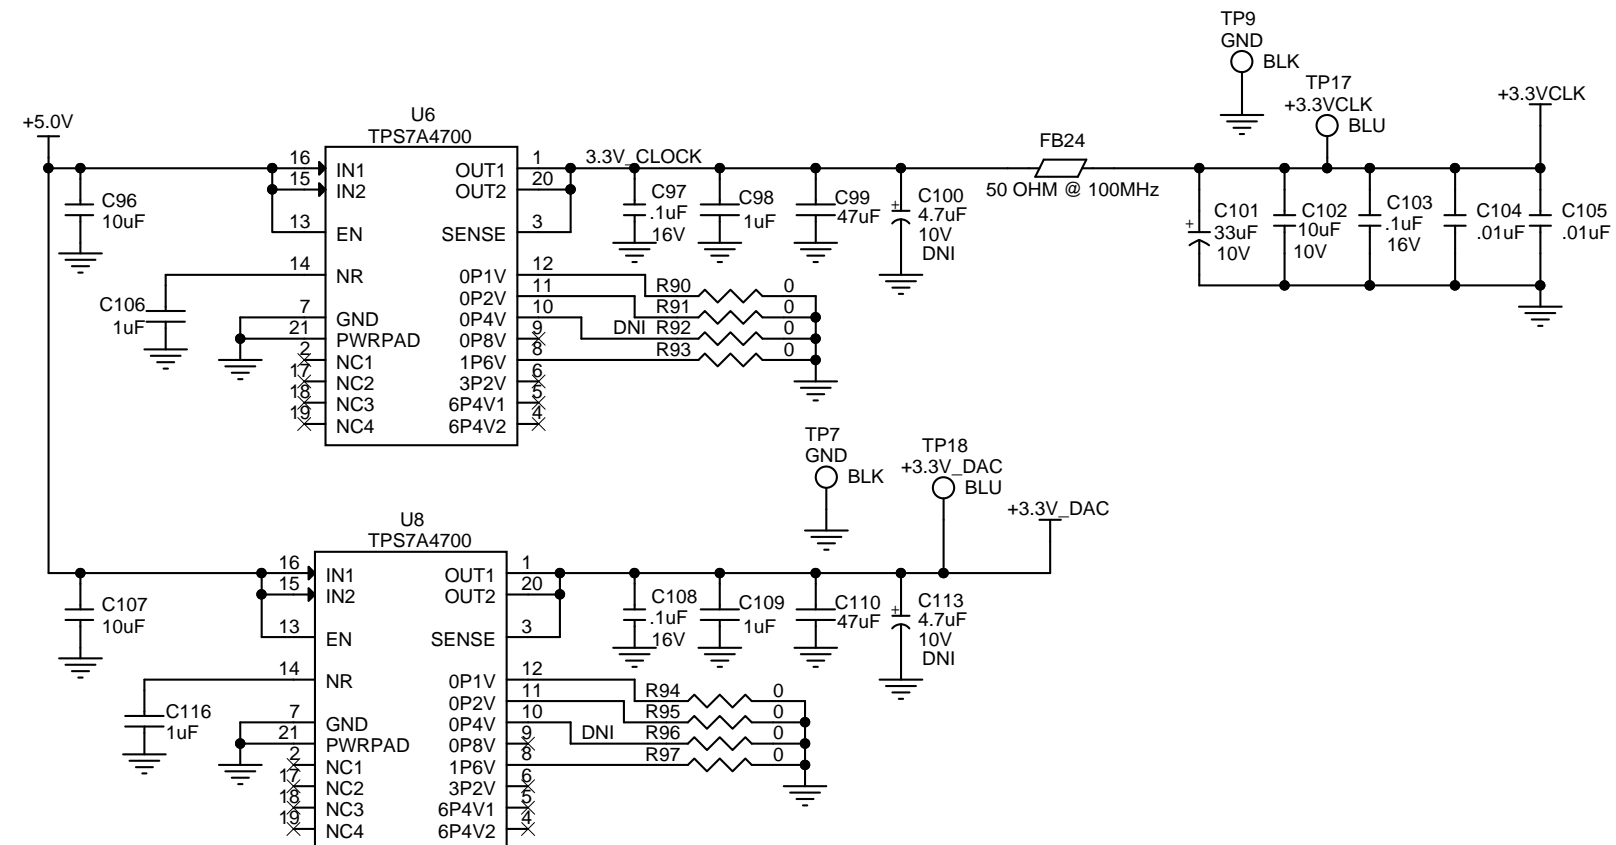 TP9
GND
BLK
TP17
+3.3VCLK
BLU
+3.3VCLK
+5.0V
U6
TPS7A4700
16 IN1
15 IN2
13 EN
14 NR
7 GND
21 PWRPAD
2 NC1
17 NC2
18 NC3
19 NC4
OUT1 1
OUT2 20
SENSE 3
0P1V 12
0P2V 11
0P4V 10
0P8V 9
1P6V 8
3P2V 6
6P4V1 5
6P4V2 4
C96
10uF
C106
1uF
3.3V_CLOCK
C97
.1uF
16V
C98
1uF
C99
47uF
+
C100
4.7uF
10V
DNI
FB24
50 OHM @ 100MHz
+
C101
33uF
10V
C102
10uF
10V
C103
.1uF
16V
C104
.01uF
C105
.01uF
R90 0
R91 0
DNI R92 0
R93 0
TP7
GND
BLK
TP18
+3.3V_DAC
BLU
+3.3V_DAC
U8
TPS7A4700
16 IN1
15 IN2
13 EN
14 NR
7 GND
21 PWRPAD
2 NC1
17 NC2
18 NC3
19 NC4
OUT1 1
OUT2 20
SENSE 3
0P1V 12
0P2V 11
0P4V 10
0P8V 9
1P6V 8
3P2V 6
6P4V1 5
6P4V2 4
C107
10uF
C116
1uF
C108
.1uF
16V
C109
1uF
C110
47uF
+
C113
4.7uF
10V
DNI
R94 0
R95 0
DNI R96 0
R97 0